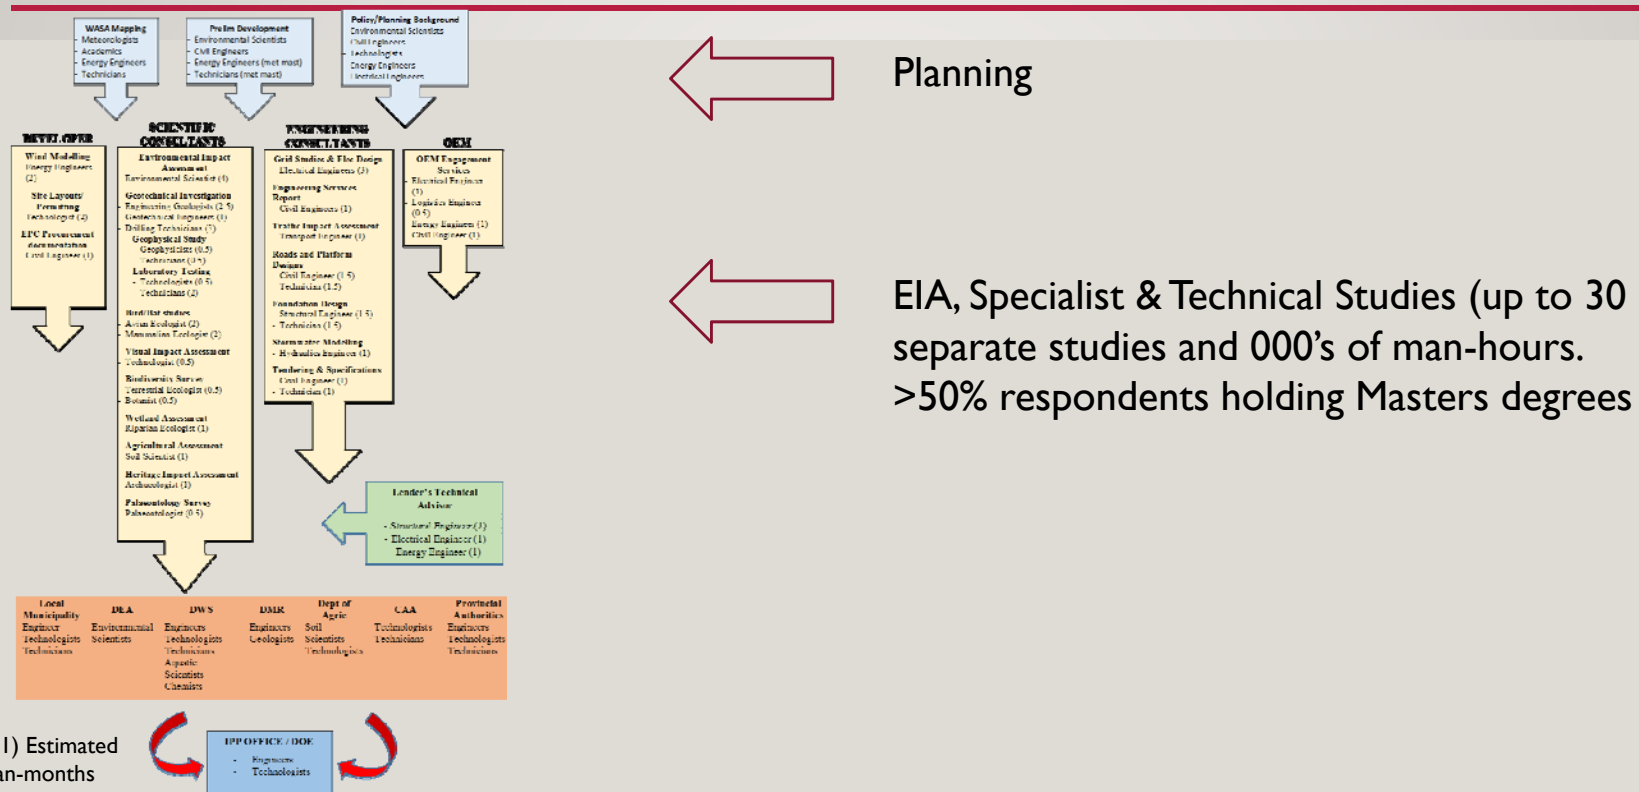 WASA Mapping
- Meteorologists
- Academics
- Energy Engineers
- Technicians
Prelim Development
- Environmental Scientists
- Civil Engineers
- Energy Engineers (met mast)
- Technicians (met mast)
Policy/Planning Background
Environmental Scientists
Civil Engineers
- Technologists
Energy Engineers
Electrical Engineers
Planning
DEVELOPER
Wind Modelling
Energy Engineers
(2)
Site Layouts/
Permitting
Technologist (2)
EPC Procurement
documentation
Civil Engineer (1)
SCIENTIFIC
CONSULTANTS
Environmental Impact
Assessment
Environmental Scientist (4)
Geotechnical Investigation
- Engineering Geologists (2.5)
Geotechnical Engineers (1)
- Drilling Technicians (3)
Geophysical Study
Geophysicists (0.5)
Technicians (0.5)
Laboratory Testing
- Technologists (0.5)
Technicians (2)
Bird/Bat studies
- Avian Ecologist (2)
- Mammalian Ecologist (2)
Visual Impact Assessment
Technologist (0.5)
Biodiversity Survey
Terrestrial Ecologist (0.5)
- Botanist (0.5)
Wetland Assessment
Riparian Ecologist (1)
Agricultural Assessment
Soil Scientist (1)
Heritage Impact Assessment
Archaeologist (1)
Palaeontology Survey
Palaeontologist (0.5)
ENGINEERING
CONSULTANTS
Grid Studies & Elec Design
Electrical Engineers (3)
Engineering Services
Report
Civil Engineers (1)
Traffic Impact Assessment
Transport Engineer (1)
Roads and Platform
Designs
Civil Engineer (1.5)
Technician (1.5)
Foundation Design
Structural Engineer (1.5)
- Technician (1.5)
Stormwater Modelling
- Hydraulics Engineer (1)
Tendering & Specifications
Civil Engineer (1)
- Technician (1)
OEM
OEM Engagement
Services
- Electrical Engineer
(1)
- Logistics Engineer
(0.5)
Energy Engineer (1)
Civil Engineer (1)
EIA, Specialist & Technical Studies (up to 30
separate studies and 000’s of man-hours.
>50% respondents holding Masters degrees
Lender's Technical
Advisor
- Structural Engineer (1)
- Electrical Engineer (1)
Energy Engineer (1)
Local
Municipality
Engineer
Technologists
Technicians
DEA
Environmental
Scientists
DWS
Engineers
Technologists
Technicians
Aquatic
Scientists
Chemists
DMR
Engineers
Geologists
Dept of
Agric
Soil
Scientists
Technologists
CAA
Technologists
Technicians
Provincial
Authorities
Engineers
Technologists
Technicians
1) Estimated
an-months
IPP OFFICE / DOE
- Engineers
- Technologists